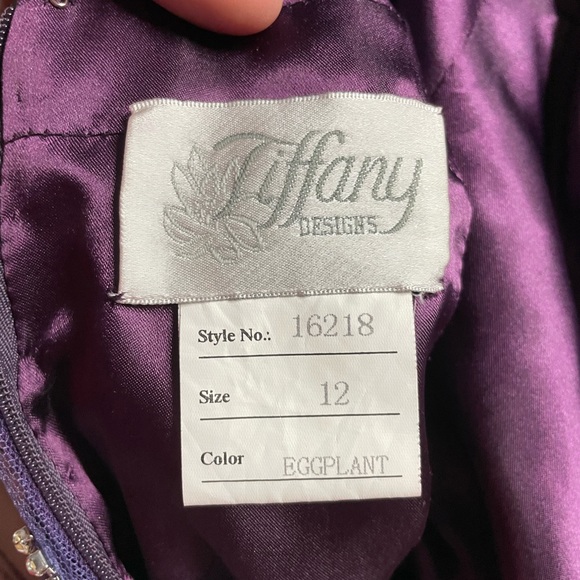 Tiffany
DESIGNS
Style No.: 16218
Size 12
Color EGGPLANT